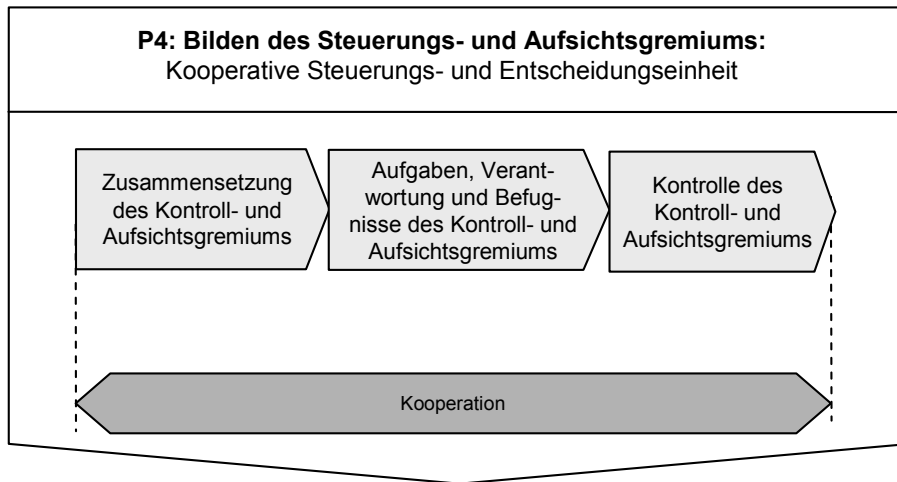 P4: Bilden des Steuerungs- und Aufsichtsgremiums:
Kooperative Steuerungs- und Entscheidungseinheit
Zusammensetzung
des Kontroll- und
Aufsichtsgremiums
Aufgaben, Verant-
wortung und Befug-
nisse des Kontroll- und
Aufsichtsgremiums
Kontrolle des
Kontroll- und
Aufsichtsgremiums
Kooperation